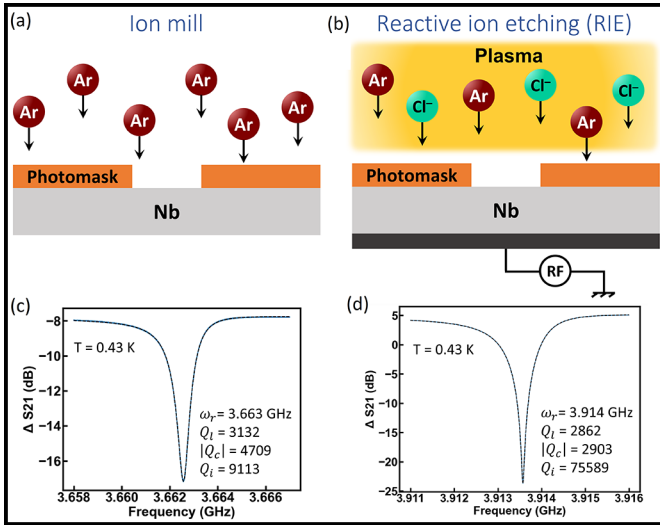 (a)
Ion mill
Ar
Ar
Ar
Ar
Ar
Ar
Photomask
Nb
(b)
Reactive ion etching (RIE)
Plasma
Ar
Cl⁻
Ar
Cl⁻
Ar
Cl⁻
Photomask
Nb
RF
(c)
Δ S21 (dB)
−8
−10
−12
−14
−16
T = 0.43 K
ω_r = 3.663 GHz
Q_l = 3132
|Q_c| = 4709
Q_i = 9113
3.658 3.660 3.662 3.664 3.666
Frequency (GHz)
(d)
Δ S21 (dB)
5
0
−5
−10
−15
−20
−25
T = 0.43 K
ω_r = 3.914 GHz
Q_l = 2862
|Q_c| = 2903
Q_i = 75589
3.911 3.912 3.913 3.914 3.915 3.916
Frequency (GHz)